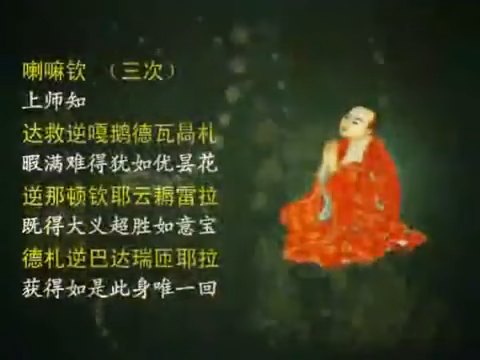 喇嘛钦 （三次）
上师知
达救逆嘎鹅德瓦昌札
暇满难得犹如优昙花
逆那顿钦耶云耨雷拉
既得大义超胜如意宝
德札逆巴达瑞匝耶拉
获得如是此身唯一回